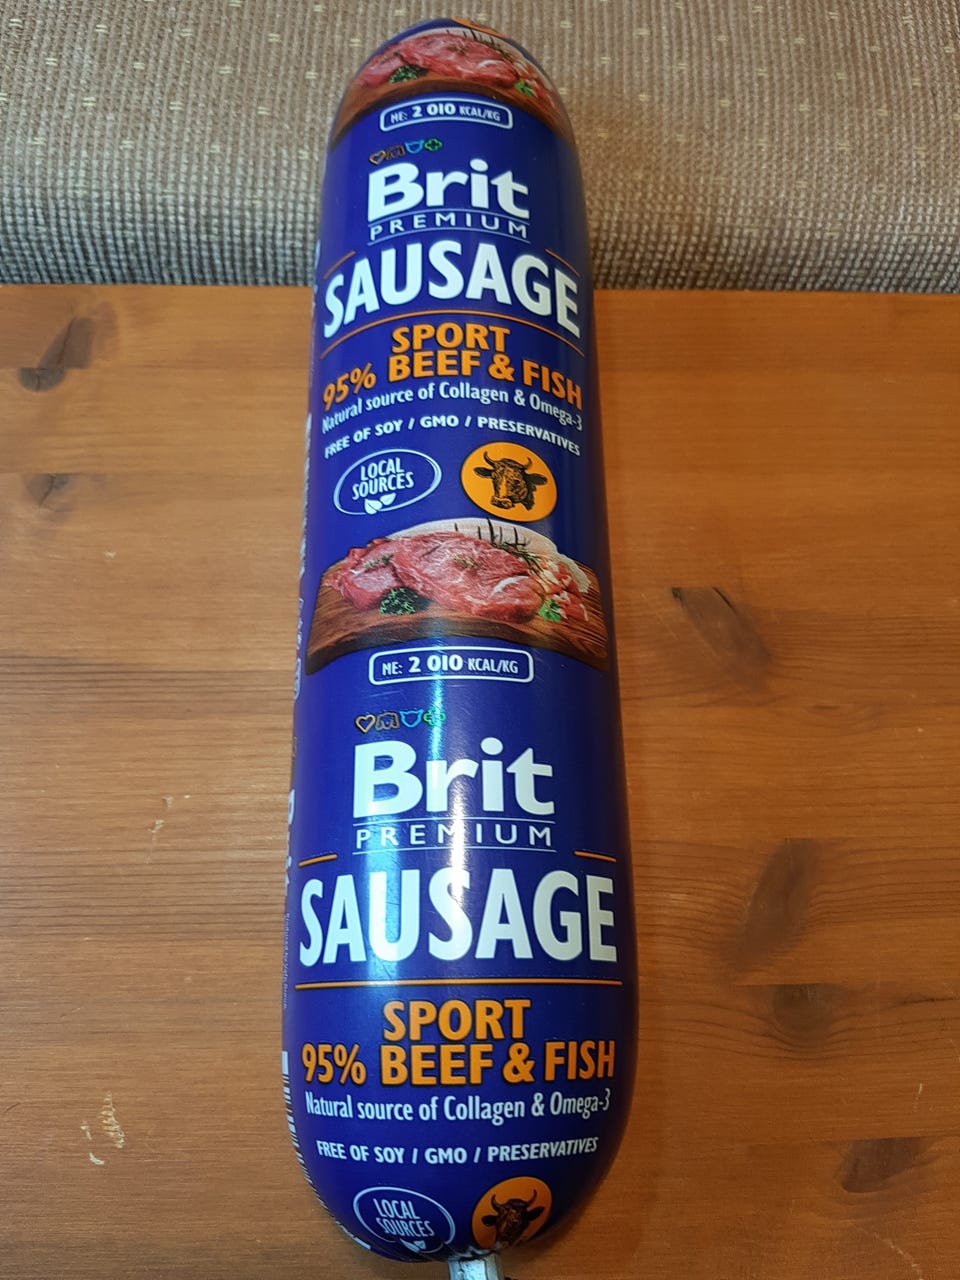 ME: 2 010 KCAL/KG
Brit
PREMIUM
SAUSAGE
SPORT
95% BEEF & FISH
Natural source of Collagen & Omega-3
FREE OF SOY / GMO / PRESERVATIVES
LOCAL
SOURCES
ME: 2 010 KCAL/KG
Brit
PREMIUM
SAUSAGE
SPORT
95% BEEF & FISH
Natural source of Collagen & Omega-3
FREE OF SOY / GMO / PRESERVATIVES
LOCAL
SOURCES